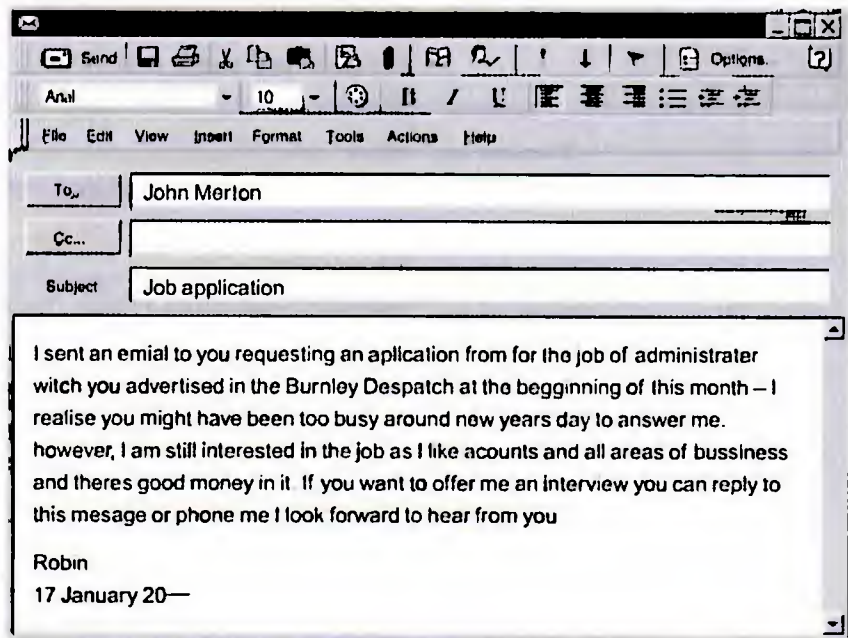 Send Options.
Arial 10 B I U
File Edit View Insert Format Tools Actions Help
To... John Merton
Cc...
Subject Job application
I sent an emial to you requesting an aplication from for the job of administrater
witch you advertised in the Burnley Despatch at the beggınning of this month – I
realise you might have been too busy around new years day to answer me.
however, I am still interested in the job as I like acounts and all areas of bussiness
and theres good money in it. If you want to offer me an interview you can reply to
this mesage or phone me I look forward to hear from you
Robin
17 January 20—